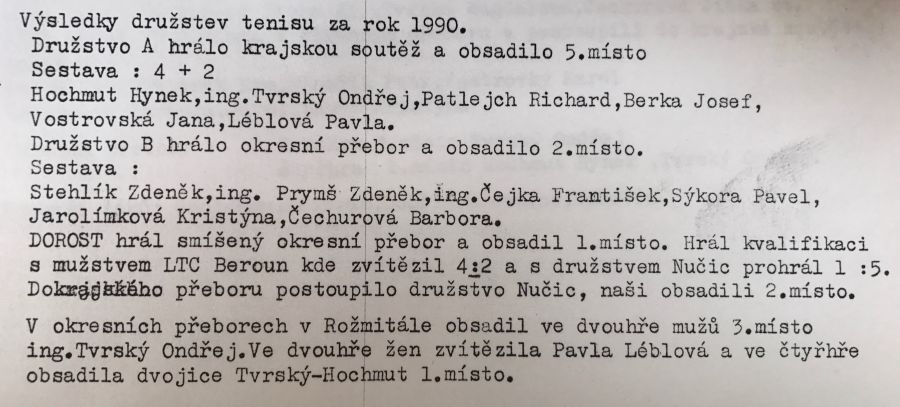 Výsledky družstev tenisu za rok 1990.
Družstvo A hrálo krajskou soutěž a obsadilo 5.místo
Sestava : 4 + 2
Hochmut Hynek,ing.Tvrský Ondřej,Patlejch Richard,Berka Josef,
Vostrovská Jana,Léblová Pavla.
Družstvo B hrálo okresní přebor a obsadilo 2.místo.
Sestava :
Stehlík Zdeněk,ing. Prymš Zdeněk,ing.Čejka František,Sýkora Pavel,
Jarolímková Kristýna,Čechurová Barbora.
DOROST hrál smíšený okresní přebor a obsadil 1.místo. Hrál kvalifikaci
s mužstvem LTC Beroun kde zvítězil 4:2 a s družstvem Nučic prohrál 1 :5.
Do krajského přeboru postoupilo družstvo Nučic, naši obsadili 2.místo.
V okresních přeborech v Rožmitále obsadil ve dvouhře mužů 3.místo
ing.Tvrský Ondřej.Ve dvouhře žen zvítězila Pavla Léblová a ve čtyřhře
obsadila dvojice Tvrský-Hochmut 1.místo.